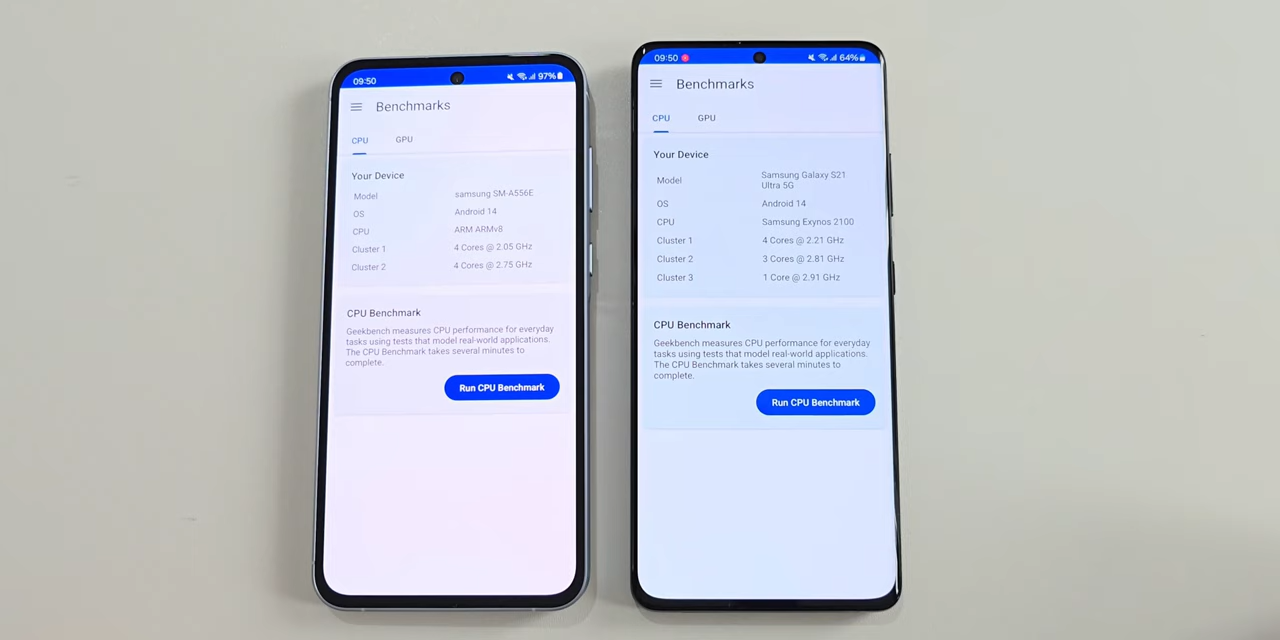 09:50
97%
Benchmarks
CPU GPU
Your Device
Model samsung SM-A556E
OS Android 14
CPU ARM ARMv8
Cluster 1 4 Cores @ 2.05 GHz
Cluster 2 4 Cores @ 2.75 GHz
CPU Benchmark
Geekbench measures CPU performance for everyday
tasks using tests that model real-world applications.
The CPU Benchmark takes several minutes to
complete.
Run CPU Benchmark
09:50
64%
Benchmarks
CPU GPU
Your Device
Model Samsung Galaxy S21
Ultra 5G
OS Android 14
CPU Samsung Exynos 2100
Cluster 1 4 Cores @ 2.21 GHz
Cluster 2 3 Cores @ 2.81 GHz
Cluster 3 1 Core @ 2.91 GHz
CPU Benchmark
Geekbench measures CPU performance for everyday
tasks using tests that model real-world applications.
The CPU Benchmark takes several minutes to
complete.
Run CPU Benchmark